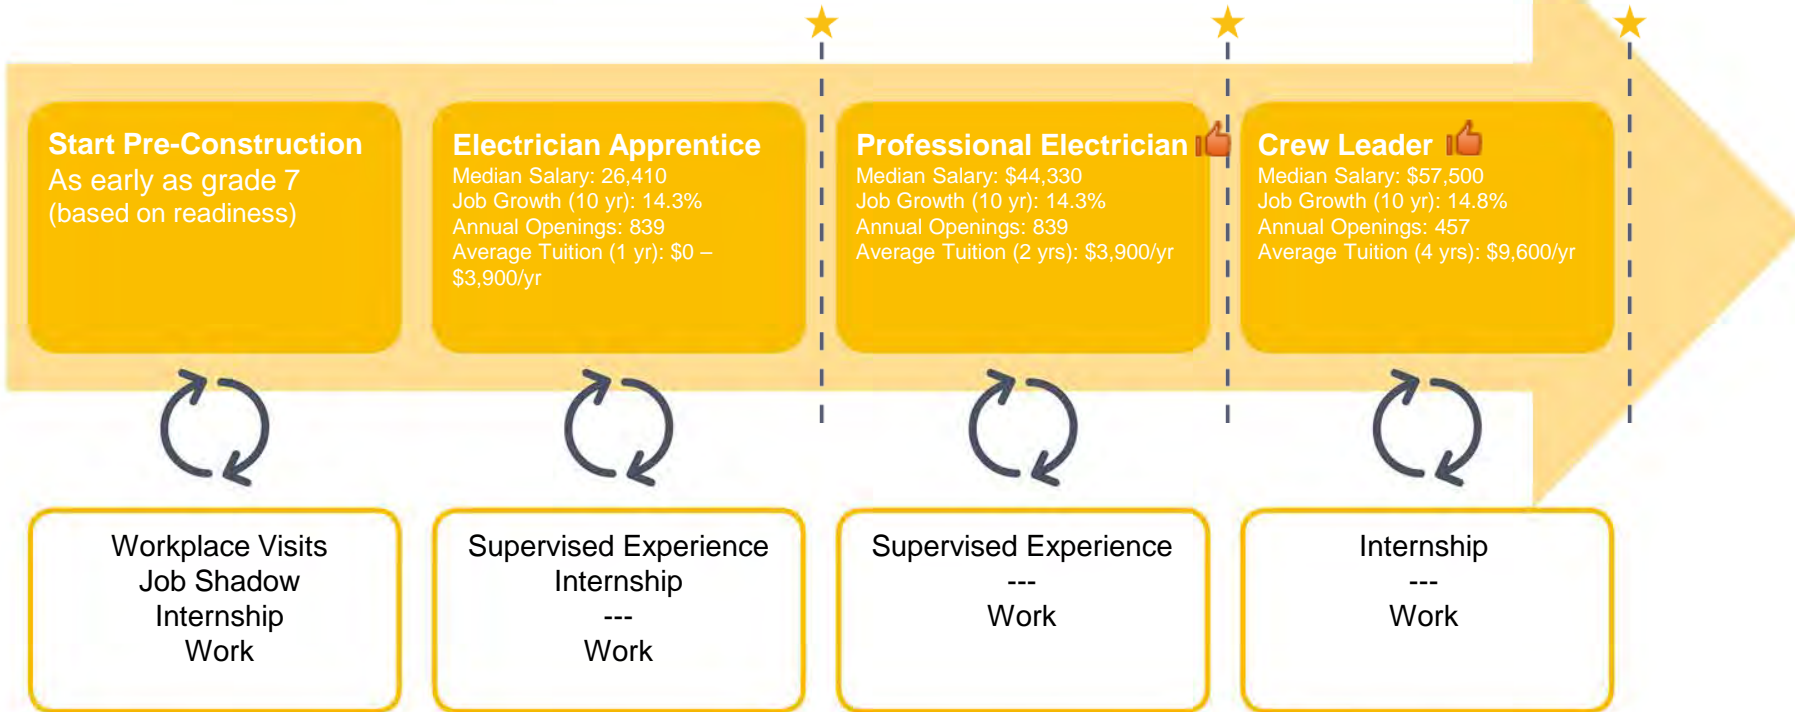 Start Pre-Construction
As early as grade 7
(based on readiness)
Electrician Apprentice
Median Salary: 26,410
Job Growth (10 yr): 14.3%
Annual Openings: 839
Average Tuition (1 yr): $0 –
$3,900/yr
Professional Electrician
Median Salary: $44,330
Job Growth (10 yr): 14.3%
Annual Openings: 839
Average Tuition (2 yrs): $3,900/yr
Crew Leader
Median Salary: $57,500
Job Growth (10 yr): 14.8%
Annual Openings: 457
Average Tuition (4 yrs): $9,600/yr
Workplace Visits
Job Shadow
Internship
Work
Supervised Experience
Internship
---
Work
Supervised Experience
---
Work
Internship
---
Work